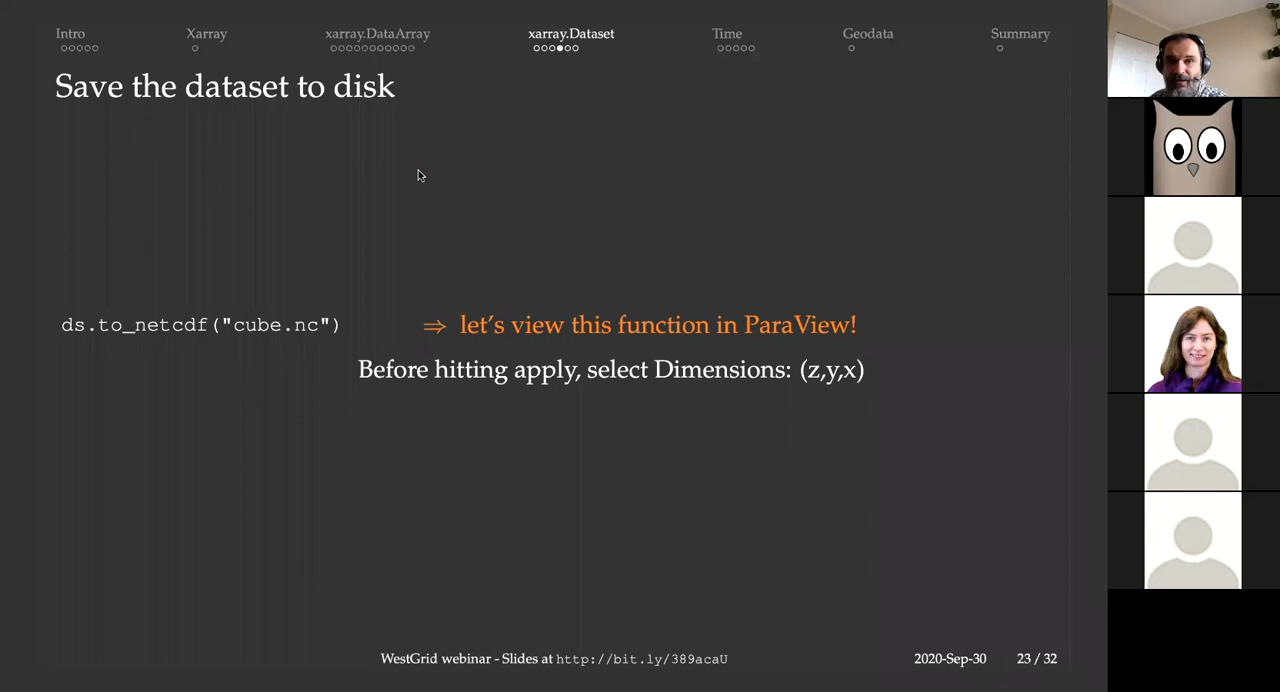 Intro Xarray xarray.DataArray xarray.Dataset Time Geodata Summary
Save the dataset to disk
ds.to_netcdf("cube.nc") ⇒ let's view this function in ParaView!
Before hitting apply, select Dimensions: (z,y,x)
WestGrid webinar - Slides at http://bit.ly/389acaU 2020-Sep-30 23 / 32